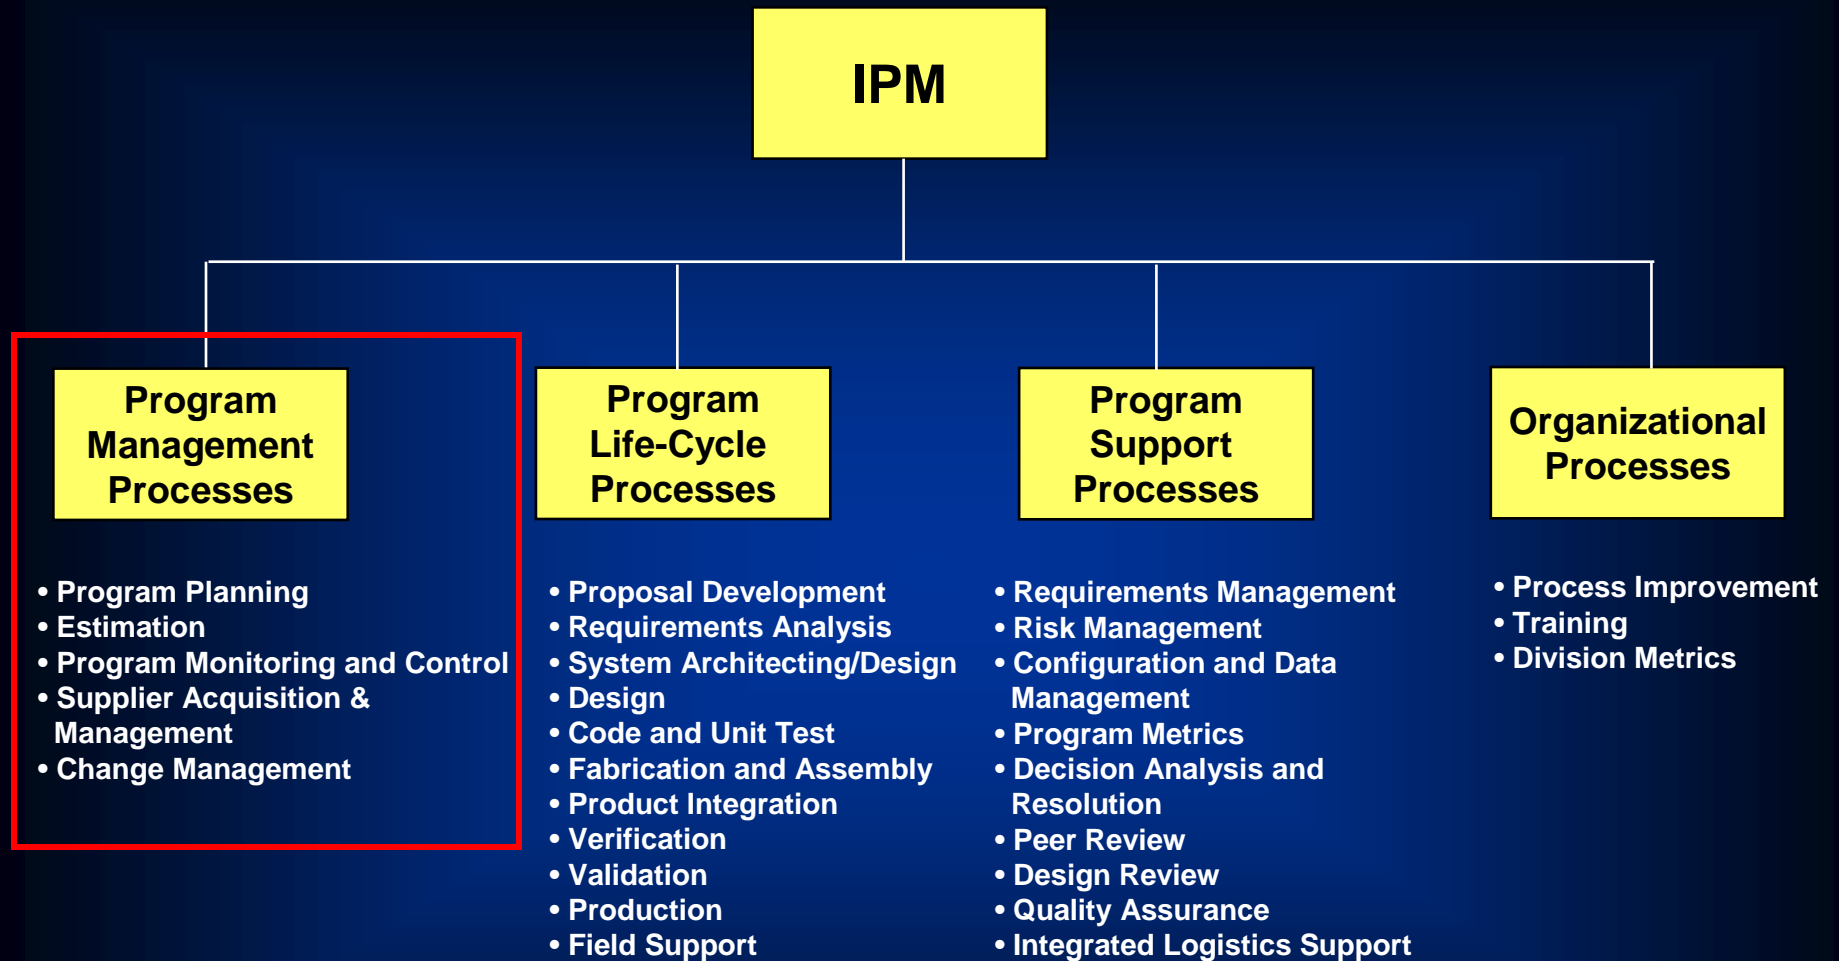 IPM
Program
Management
Processes
• Program Planning
• Estimation
• Program Monitoring and Control
• Supplier Acquisition &
Management
• Change Management
Program
Life-Cycle
Processes
• Proposal Development
• Requirements Analysis
• System Architecting/Design
• Design
• Code and Unit Test
• Fabrication and Assembly
• Product Integration
• Verification
• Validation
• Production
• Field Support
Program
Support
Processes
• Requirements Management
• Risk Management
• Configuration and Data
Management
• Program Metrics
• Decision Analysis and
Resolution
• Peer Review
• Design Review
• Quality Assurance
• Integrated Logistics Support
Organizational
Processes
• Process Improvement
• Training
• Division Metrics